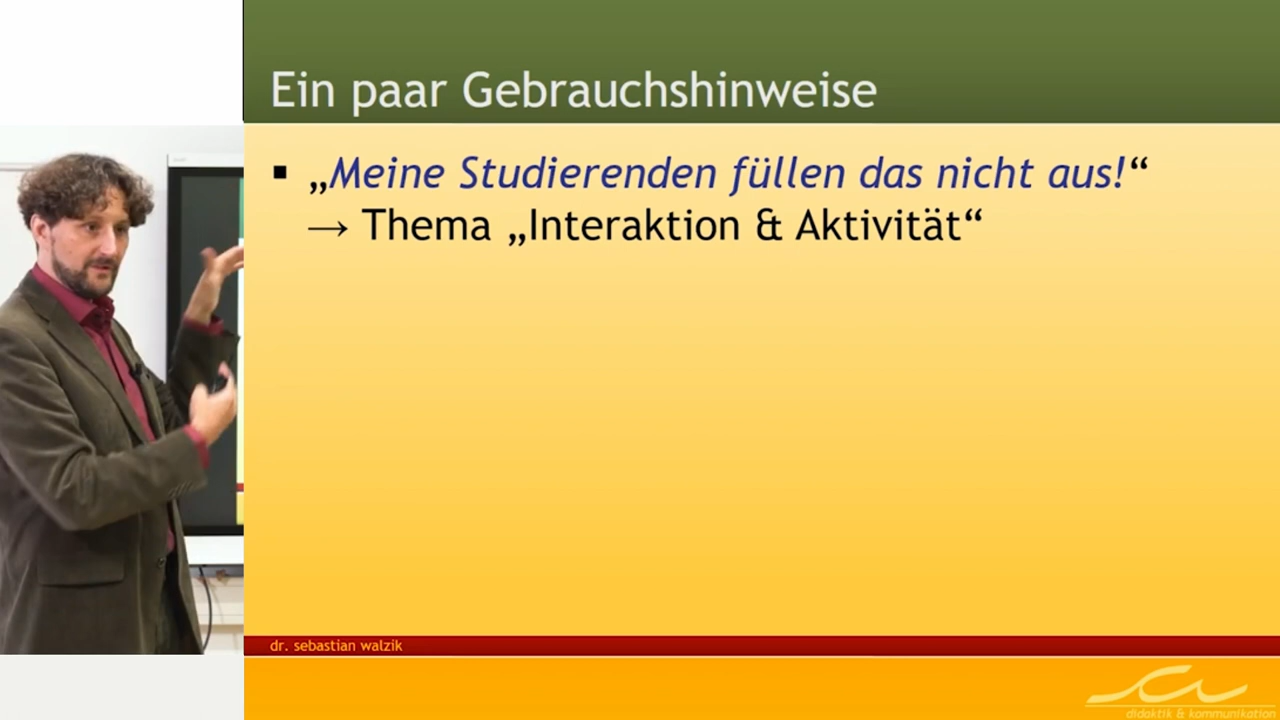 Ein paar Gebrauchshinweise
▪ „Meine Studierenden füllen das nicht aus!“
→ Thema „Interaktion & Aktivität“
dr. sebastian walzik
didaktik & kommunikation